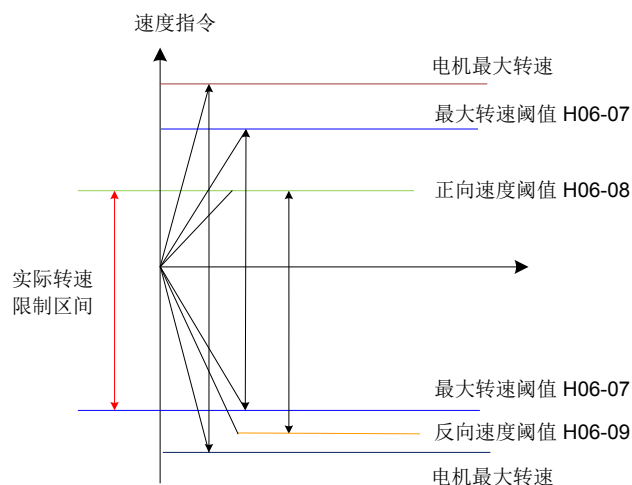 速度指令
电机最大转速
最大转速阈值 H06-07
正向速度阈值 H06-08
实际转速
限制区间
最大转速阈值 H06-07
反向速度阈值 H06-09
电机最大转速